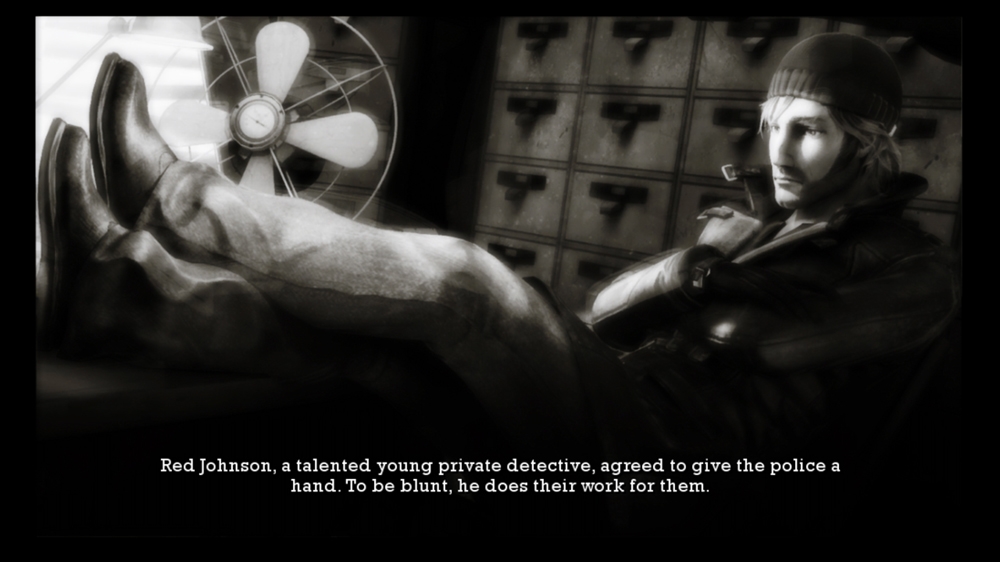 Red Johnson, a talented young private detective, agreed to give the police a
hand. To be blunt, he does their work for them.